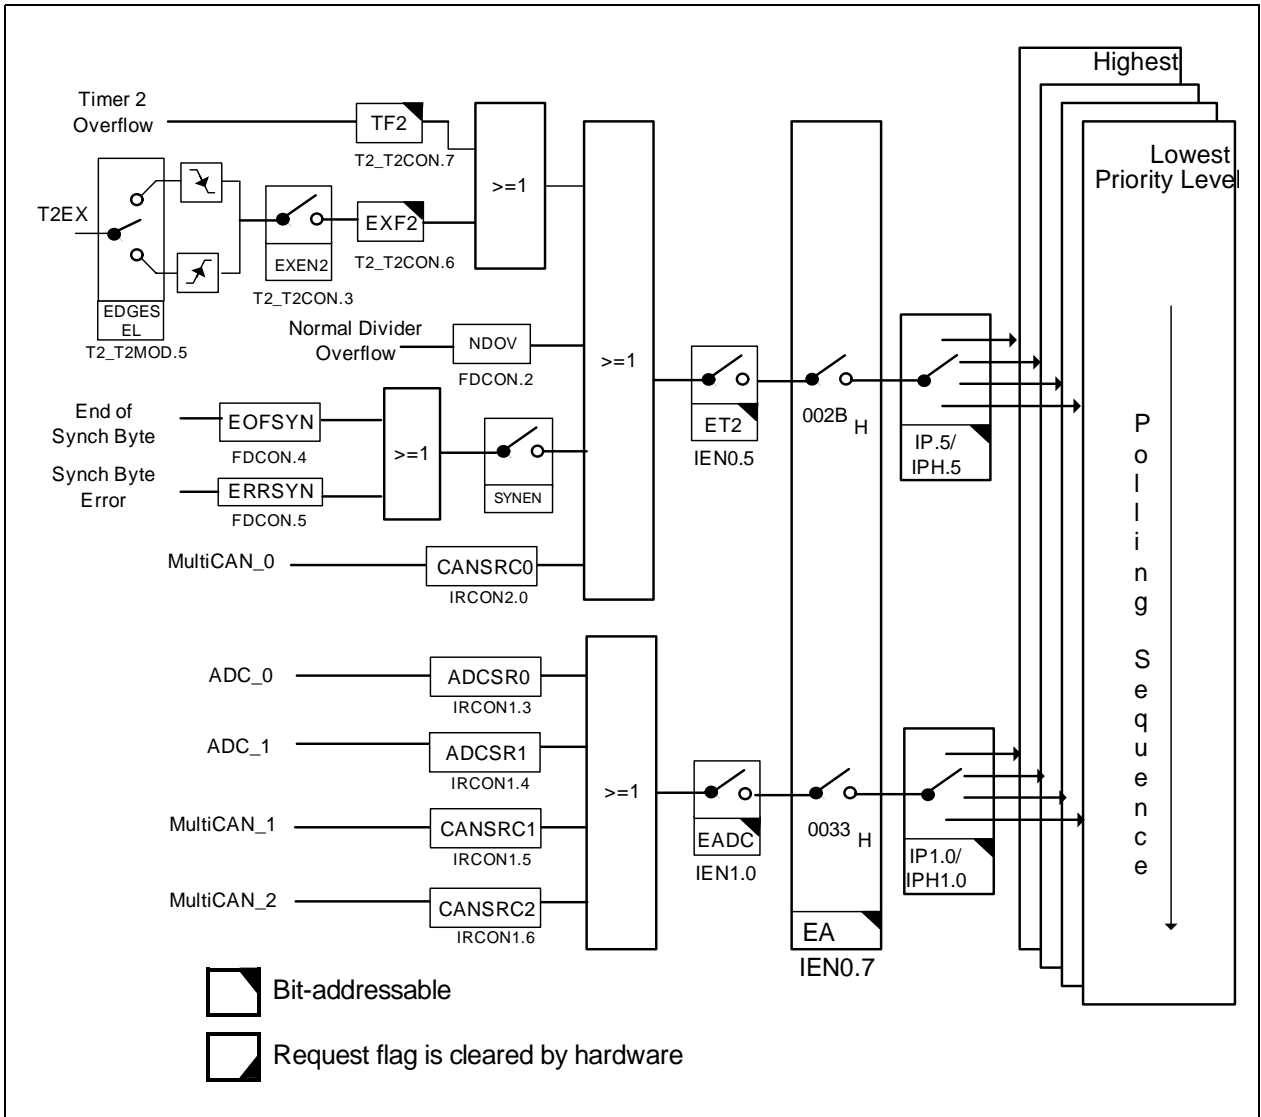 Highest
Lowest
Priority Level
Timer 2
Overflow
TF2
T2_T2CON.7
>=1
T2EX
EDGES
EL
T2_T2MOD.5
EXEN2
T2_T2CON.3
EXF2
T2_T2CON.6
Normal Divider
Overflow
NDOV
FDCON.2
>=1
End of
Synch Byte
EOFSYN
FDCON.4
Synch Byte
Error
ERRSYN
FDCON.5
>=1
SYNEN
MultiCAN_0
CANSRC0
IRCON2.0
ET2
IEN0.5
002B H
IP.5/
IPH.5
Polling Sequence
ADC_0
ADCSR0
IRCON1.3
ADC_1
ADCSR1
IRCON1.4
MultiCAN_1
CANSRC1
IRCON1.5
MultiCAN_2
CANSRC2
IRCON1.6
>=1
EADC
IEN1.0
0033 H
IP1.0/
IPH1.0
EA
IEN0.7
Bit-addressable
Request flag is cleared by hardware